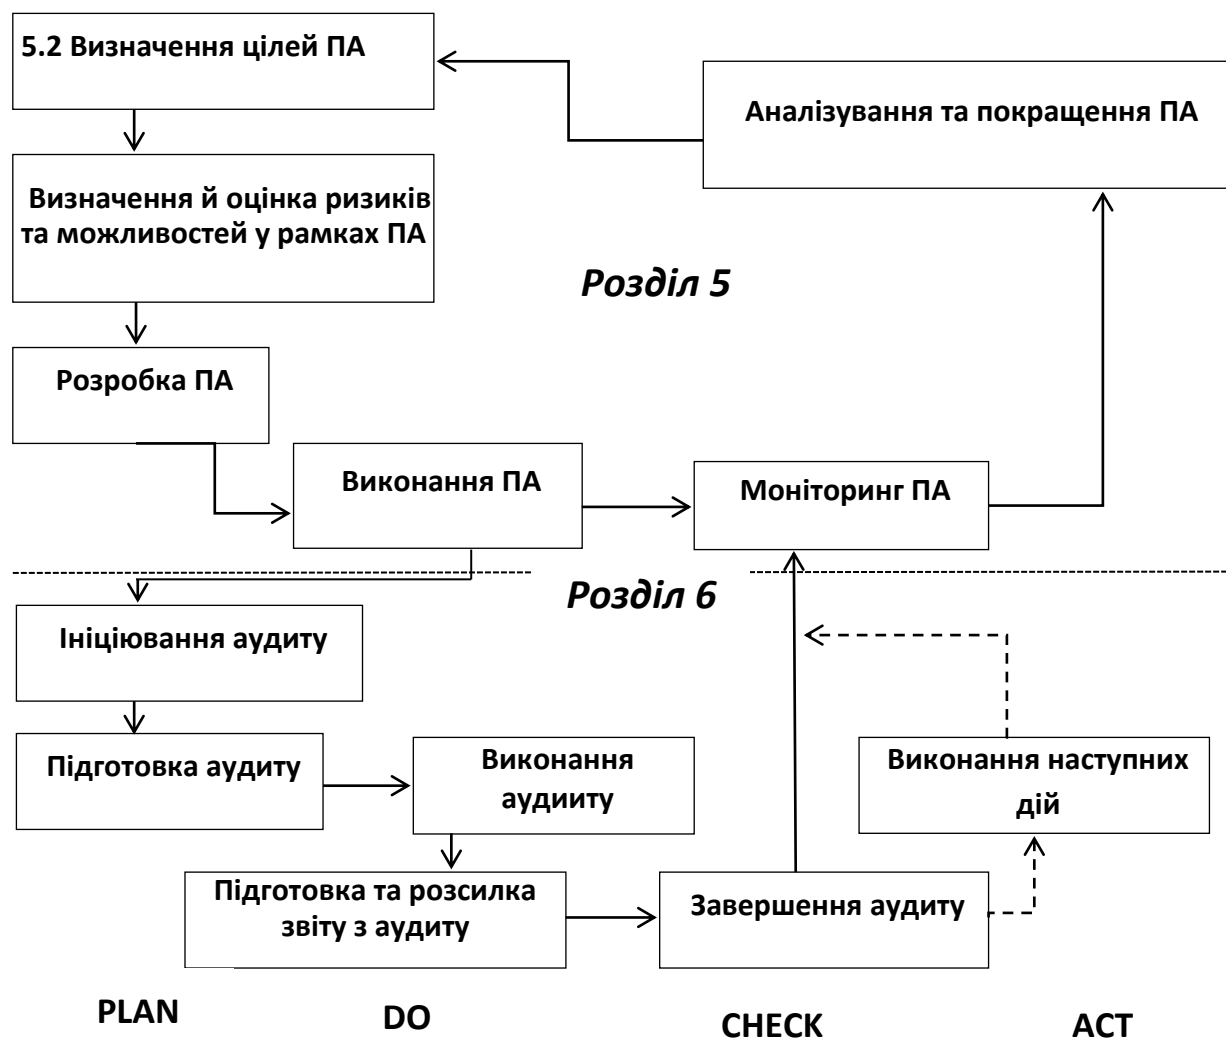 5.2 Визначення цілей ПА
Аналізування та покращення ПА
Визначення й оцінка ризиків
та можливостей у рамках ПА
Розділ 5
Розробка ПА
Виконання ПА
Моніторинг ПА
Розділ 6
Ініціювання аудиту
Підготовка аудиту
Виконання
аудииту
Виконання наступних
дій
Підготовка та розсилка
звіту з аудиту
Завершення аудиту
PLAN
DO
CHECK
ACT